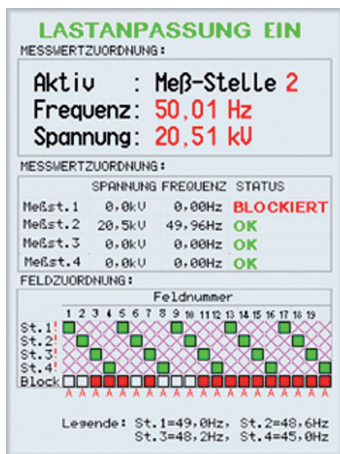 LASTANPASSUNG EIN
MESSWERTZUORDNUNG:
Aktiv : Meß-Stelle 2
Frequenz: 50,01 Hz
Spannung: 20,51 kV
MESSWERTZUORDNUNG:
SPANNUNG FREQUENZ STATUS
Meßst.1 0,0kV 0,00Hz BLOCKIERT
Meßst.2 20,5kV 49,96Hz OK
Meßst.3 0,0kV 0,00Hz OK
Meßst.4 0,0kV 0,00Hz OK
FELDZUORDNUNG:
Feldnummer
1 2 3 4 5 6 7 8 9 10 11 12 13 14 15 16 17 18 19
St.1!
St.2!
St.3!
St.4!
Block
A A A A A A A A A A A A A A A A A A A
Legende: St.1=49,0Hz, St.2=48,6Hz
St.3=48,2Hz, St.4=45,0Hz